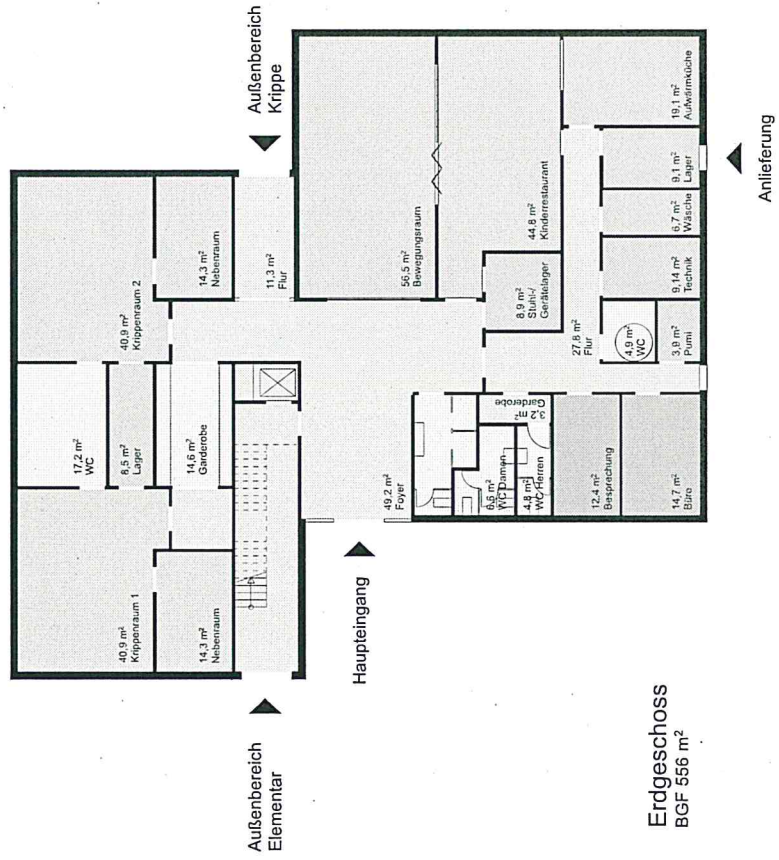 Außenbereich
Krippe
40,9 m²
Krippenraum 2
14,3 m²
Nebenraum
11,3 m²
Flur
17,2 m²
WC
8,5 m²
Lager
14,6 m²
Garderobe
40,9 m²
Krippenraum 1
14,3 m²
Nebenraum
Außenbereich
Elementar
Haupteingang
49,2 m²
Foyer
56,5 m²
Bewegungsraum
44,8 m²
Kinderrestaurant
8,9 m²
Stuhl-/
Gerätelager
19,1 m²
Aufwärmküche
9,1 m²
Lager
6,7 m²
Wäsche
9,14 m²
Technik
27,8 m²
Flur
4,9 m²
WC
3,9 m²
Pumi
Garderobe
3,2 m²
6,6 m²
WC Damen
4,8 m²
WC Herren
12,4 m²
Besprechung
14,7 m²
Büro
Anlieferung
Erdgeschoss
BGF 556 m²